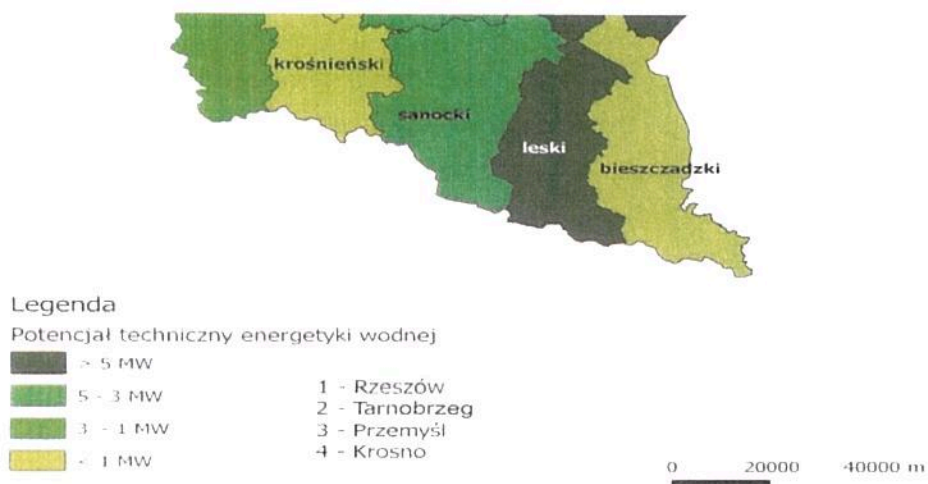 krośnieński
sanocki
leski
bieszczadzki
Legenda
Potencjał techniczny energetyki wodnej
> 5 MW
5 - 3 MW
3 - 1 MW
< 1 MW
1 - Rzeszów
2 - Tarnobrzeg
3 - Przemyśl
4 - Krosno
0 20000 40000 m